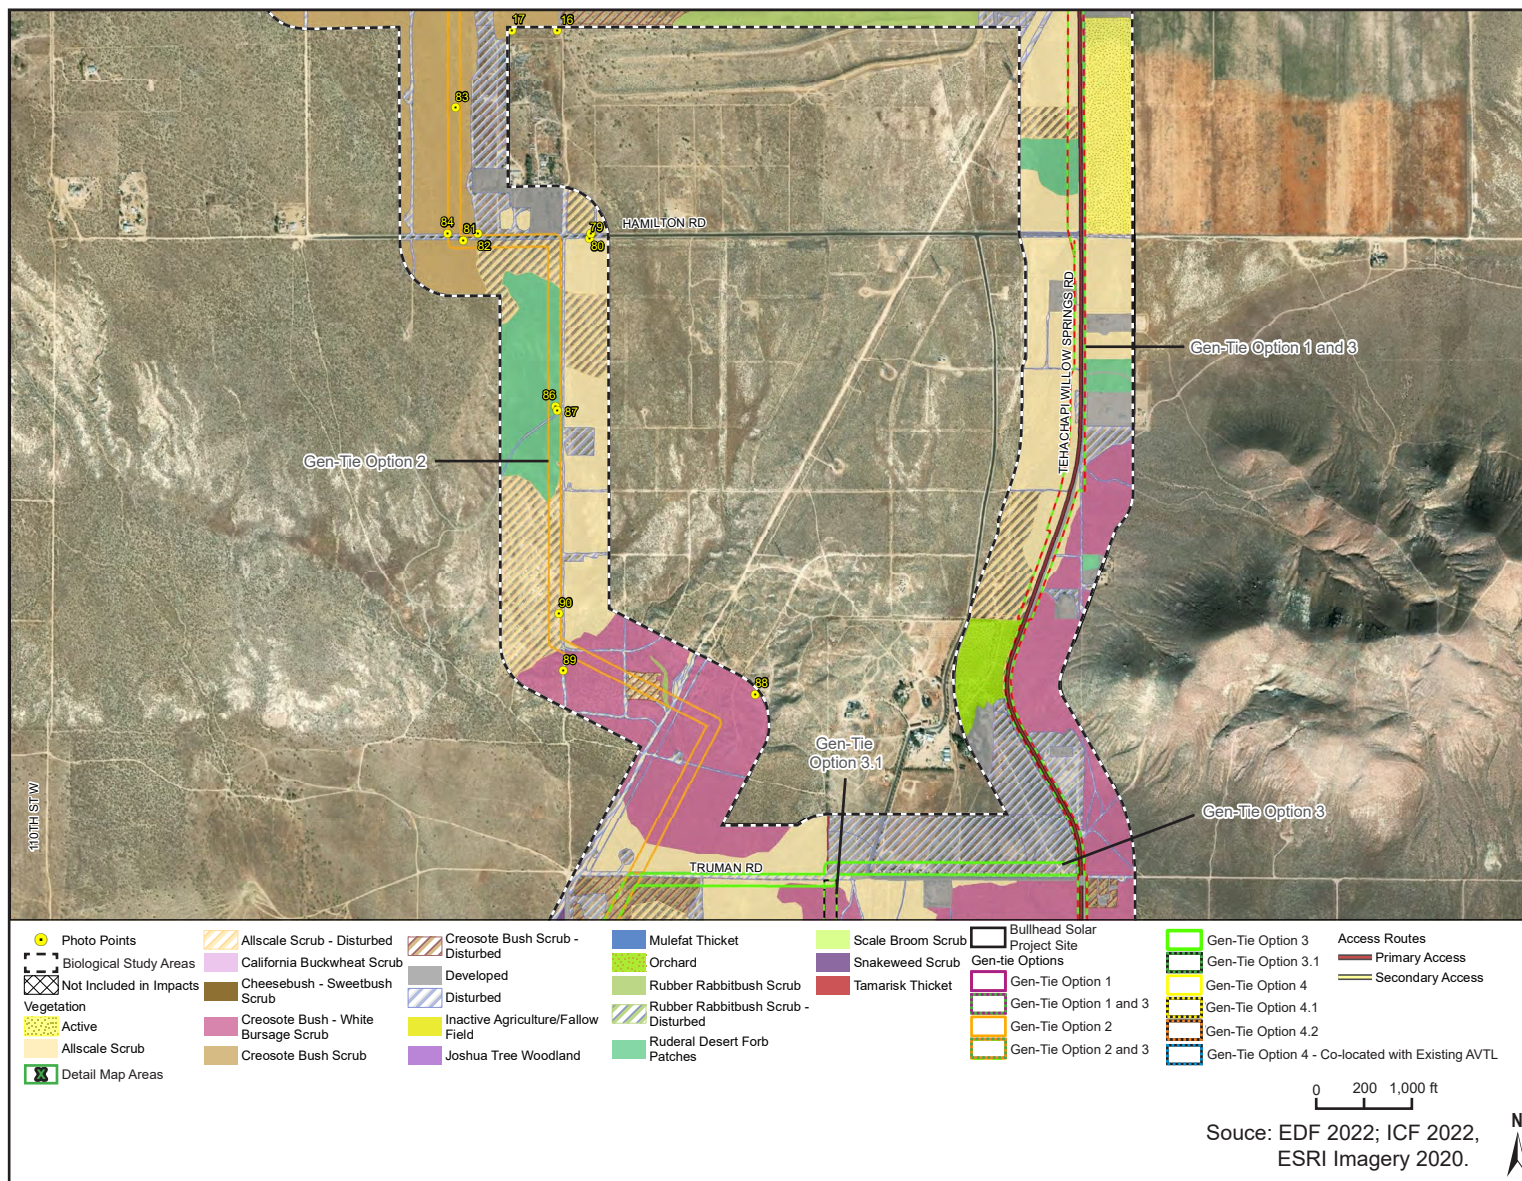 17
16
83
84
81
82
79
80
HAMILTON RD
TEHACHAPI WILLOW SPRINGS RD
Gen-Tie Option 1 and 3
86
87
Gen-Tie Option 2
90
89
88
Gen-Tie
Option 3.1
110TH ST W
Gen-Tie Option 3
TRUMAN RD
Photo Points
Biological Study Areas
Not Included in Impacts
Vegetation
Active
Allscale Scrub
Detail Map Areas
Allscale Scrub - Disturbed
California Buckwheat Scrub
Cheesebush - Sweetbush
Scrub
Creosote Bush - White
Bursage Scrub
Creosote Bush Scrub
Creosote Bush Scrub -
Disturbed
Developed
Disturbed
Inactive Agriculture/Fallow
Field
Joshua Tree Woodland
Mulefat Thicket
Orchard
Rubber Rabbitbush Scrub
Rubber Rabbitbush Scrub -
Disturbed
Ruderal Desert Forb
Patches
Scale Broom Scrub
Snakeweed Scrub
Tamarisk Thicket
Bullhead Solar
Project Site
Gen-tie Options
Gen-Tie Option 1
Gen-Tie Option 1 and 3
Gen-Tie Option 2
Gen-Tie Option 2 and 3
Gen-Tie Option 3
Gen-Tie Option 3.1
Gen-Tie Option 4
Gen-Tie Option 4.1
Gen-Tie Option 4.2
Gen-Tie Option 4 - Co-located with Existing AVTL
Access Routes
Primary Access
Secondary Access
0 200 1,000 ft
Souce: EDF 2022; ICF 2022,
ESRI Imagery 2020.
N